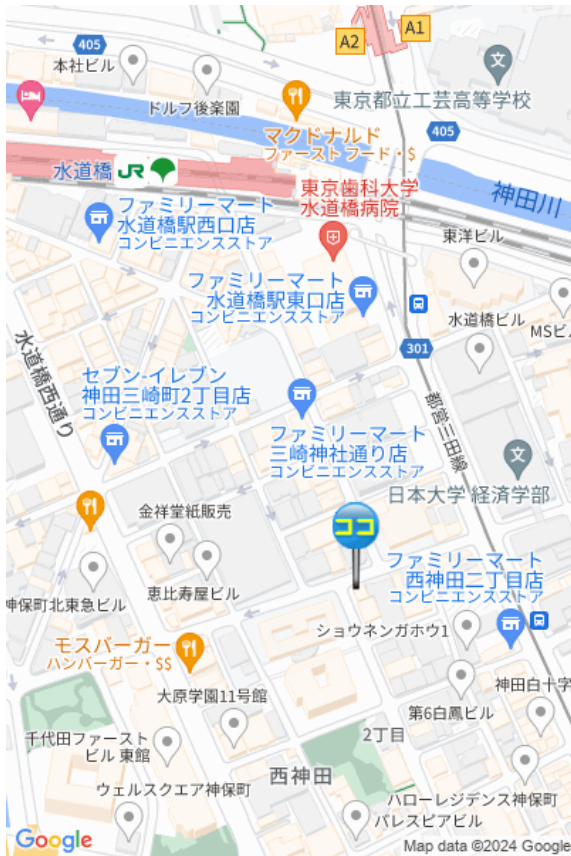 A1
A2
405
本社ビル
文
ドルフ後楽園
東京都立工芸高等学校
405
マクドナルド
ファースト フード・$
水道橋 JR
神田川
東京歯科大学
水道橋病院
ファミリーマート
水道橋駅西口店
コンビニエンスストア
東洋ビル
ファミリーマート
水道橋駅東口店
コンビニエンスストア
水道橋ビル
MSビ
水道橋西通り
301
セブン-イレブン
神田三崎町2丁目店
コンビニエンスストア
都営三田線
ファミリーマート
三崎神社通り店
コンビニエンスストア
文
日本大学 経済学部
金祥堂紙販売
ココ
ファミリーマート
西神田二丁目店
コンビニエンスストア
恵比寿屋ビル
神保町北東急ビル
ショウネンガホウ1
モスバーガー
ハンバーガー・$$
大原学園11号館
神田白十字
第6白鳳ビル
2丁目
千代田ファースト
ビル 東館
西神田
ウェルスクエア神保町
ハローレジデンス神保町
パレスピアビル
Google
Map data ©2024 Google